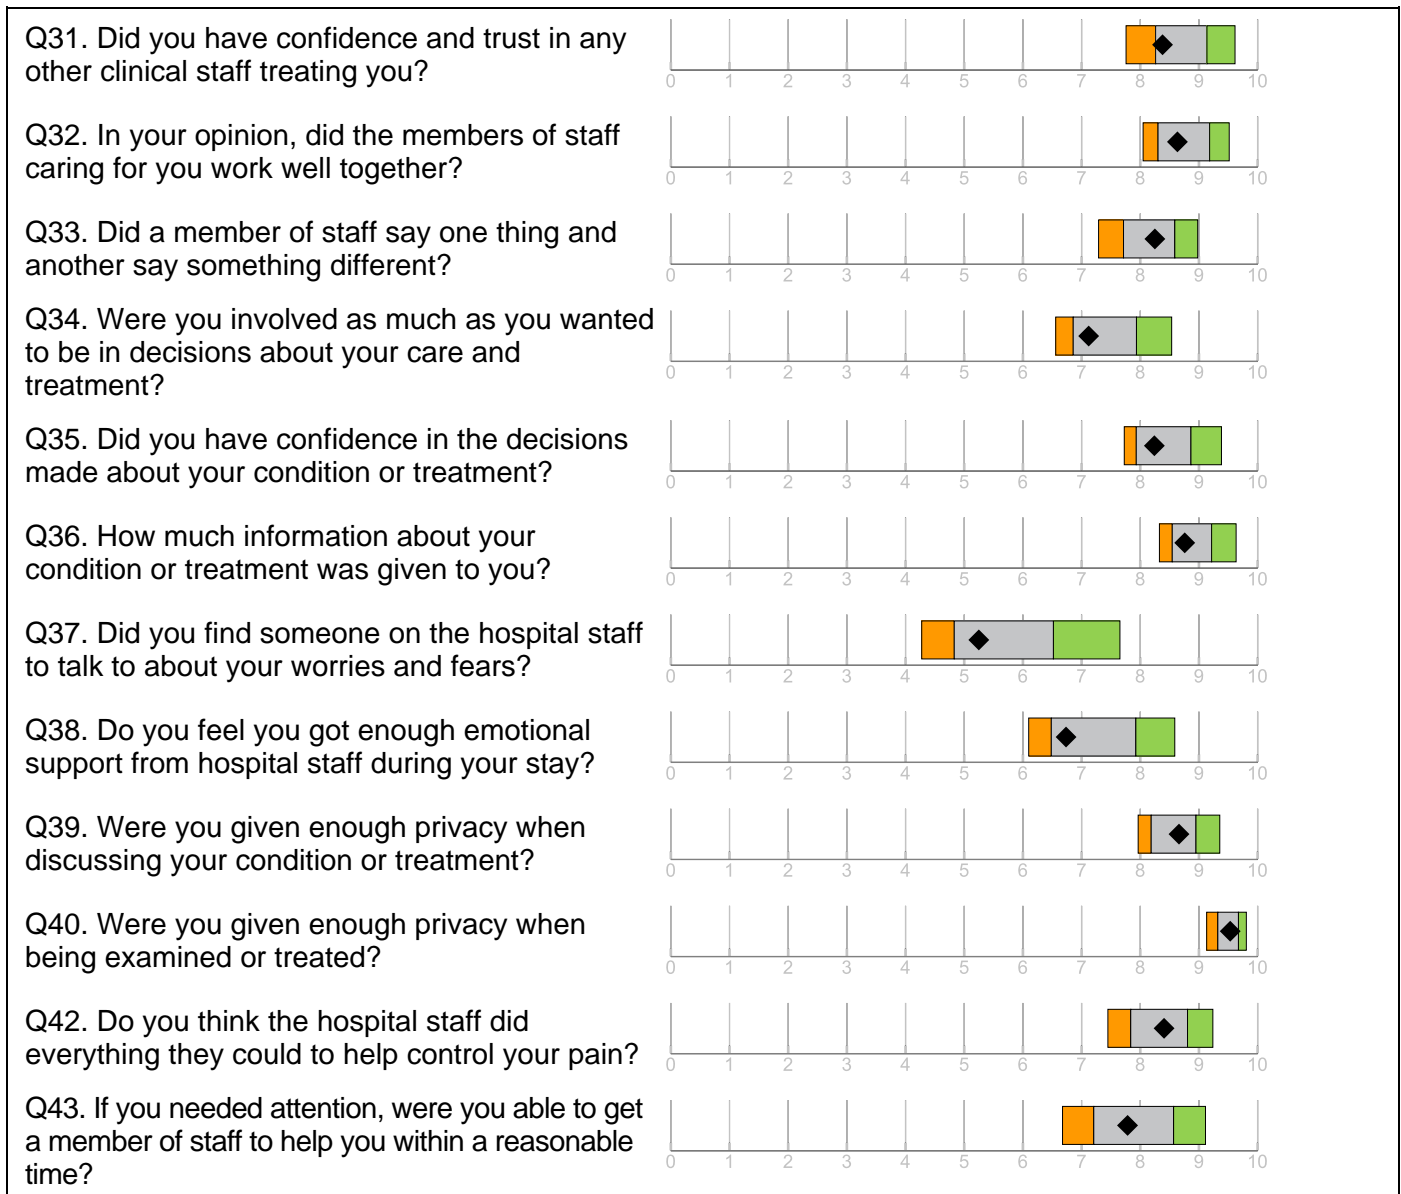 Q31. Did you have confidence and trust in any
other clinical staff treating you?
0 1 2 3 4 5 6 7 8 9 10
Q32. In your opinion, did the members of staff
caring for you work well together?
0 1 2 3 4 5 6 7 8 9 10
Q33. Did a member of staff say one thing and
another say something different?
0 1 2 3 4 5 6 7 8 9 10
Q34. Were you involved as much as you wanted
to be in decisions about your care and
treatment?
0 1 2 3 4 5 6 7 8 9 10
Q35. Did you have confidence in the decisions
made about your condition or treatment?
0 1 2 3 4 5 6 7 8 9 10
Q36. How much information about your
condition or treatment was given to you?
0 1 2 3 4 5 6 7 8 9 10
Q37. Did you find someone on the hospital staff
to talk to about your worries and fears?
0 1 2 3 4 5 6 7 8 9 10
Q38. Do you feel you got enough emotional
support from hospital staff during your stay?
0 1 2 3 4 5 6 7 8 9 10
Q39. Were you given enough privacy when
discussing your condition or treatment?
0 1 2 3 4 5 6 7 8 9 10
Q40. Were you given enough privacy when
being examined or treated?
0 1 2 3 4 5 6 7 8 9 10
Q42. Do you think the hospital staff did
everything they could to help control your pain?
0 1 2 3 4 5 6 7 8 9 10
Q43. If you needed attention, were you able to get
a member of staff to help you within a reasonable
time?
0 1 2 3 4 5 6 7 8 9 10